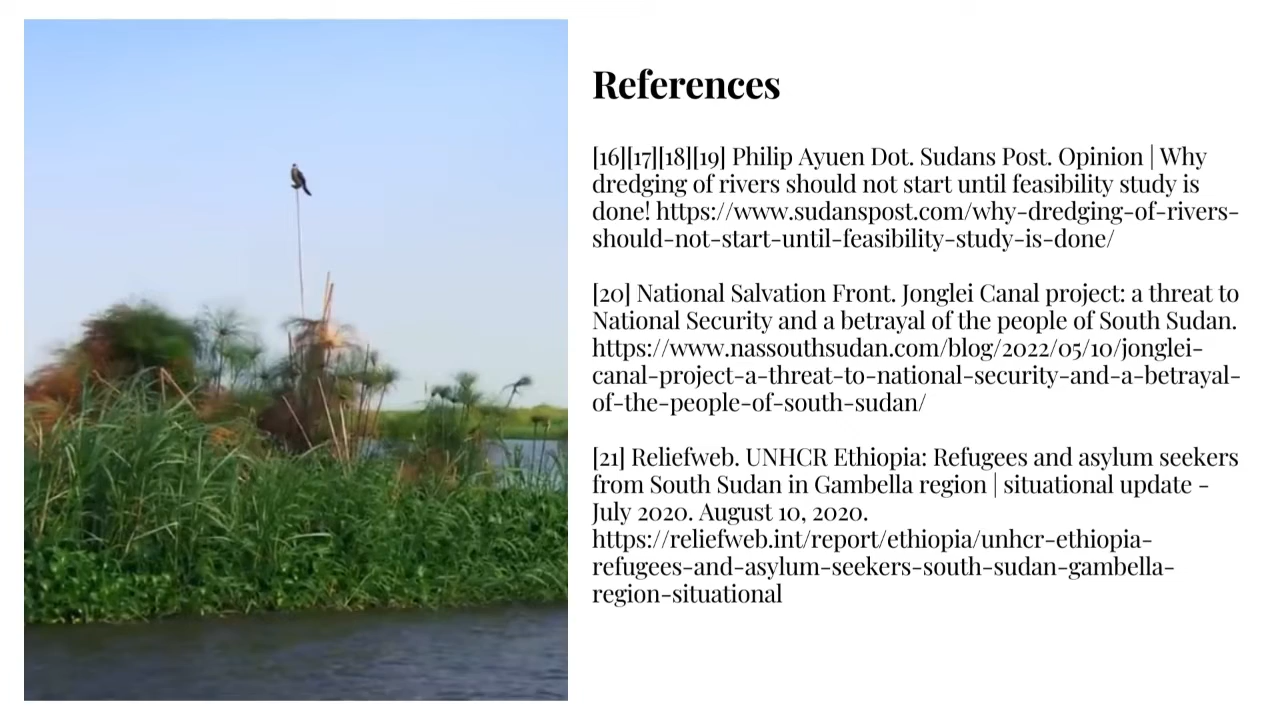 References
[16][17][18][19] Philip Ayuen Dot. Sudans Post. Opinion | Why
dredging of rivers should not start until feasibility study is
done! https://www.sudanspost.com/why-dredging-of-rivers-
should-not-start-until-feasibility-study-is-done/
[20] National Salvation Front. Jonglei Canal project: a threat to
National Security and a betrayal of the people of South Sudan.
https://www.nassouthsudan.com/blog/2022/05/10/jonglei-
canal-project-a-threat-to-national-security-and-a-betrayal-
of-the-people-of-south-sudan/
[21] Reliefweb. UNHCR Ethiopia: Refugees and asylum seekers
from South Sudan in Gambella region | situational update -
July 2020. August 10, 2020.
https://reliefweb.int/report/ethiopia/unhcr-ethiopia-
refugees-and-asylum-seekers-south-sudan-gambella-
region-situational